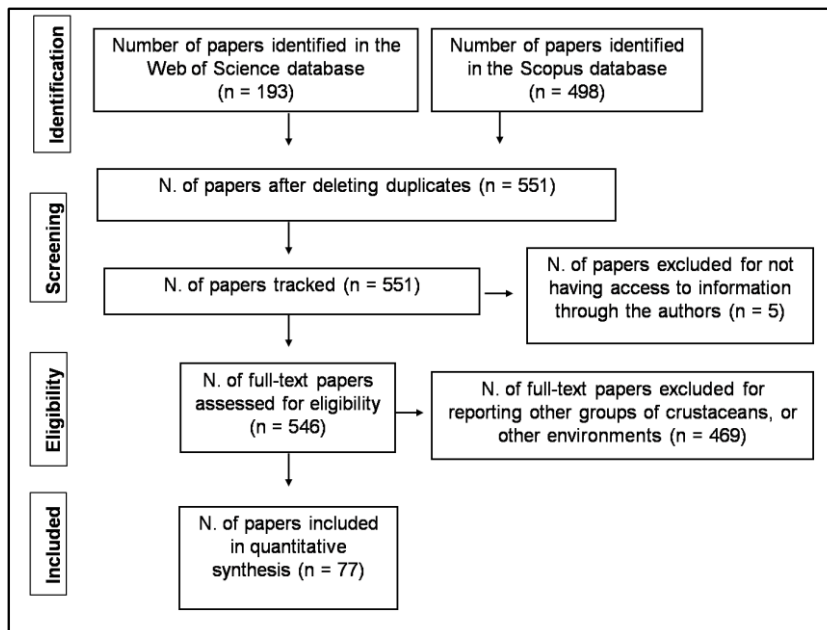 Identification
Number of papers identified in the
Web of Science database
(n = 193)
Number of papers identified
in the Scopus database
(n = 498)
Screening
N. of papers after deleting duplicates (n = 551)
N. of papers tracked (n = 551)
N. of papers excluded for not
having access to information
through the authors (n = 5)
Eligibility
N. of full-text papers
assessed for eligibility
(n = 546)
N. of full-text papers excluded for
reporting other groups of crustaceans, or
other environments (n = 469)
Included
N. of papers included
in quantitative
synthesis (n = 77)